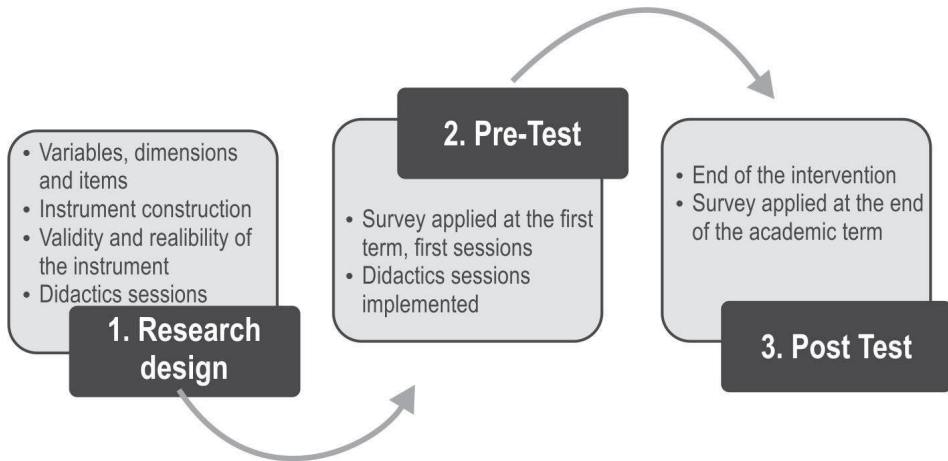 • Variables, dimensions
and items
• Instrument construction
• Validity and realibility of
the instrument
• Didactics sessions
1. Research
design
2. Pre-Test
• Survey applied at the first
term, first sessions
• Didactics sessions
implemented
• End of the intervention
• Survey applied at the end
of the academic term
3. Post Test